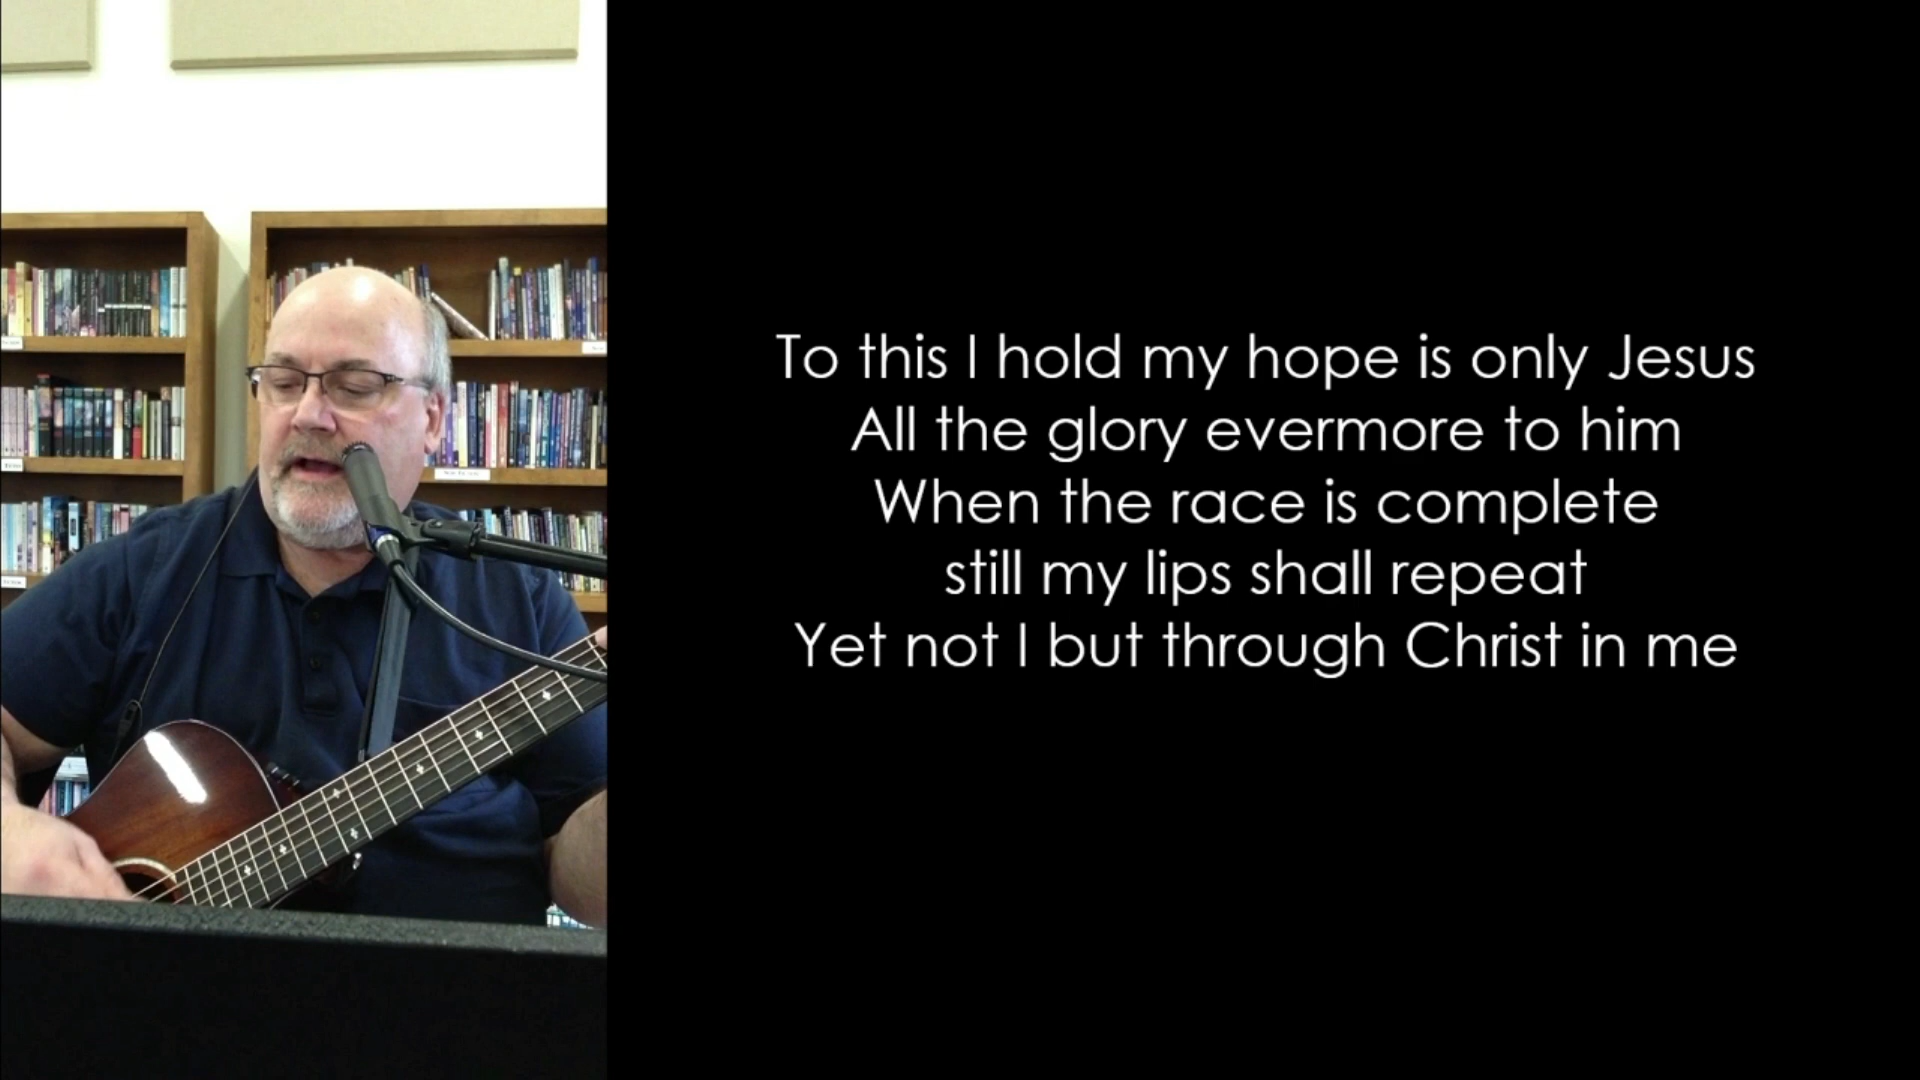 To this I hold my hope is only Jesus
All the glory evermore to him
When the race is complete
still my lips shall repeat
Yet not I but through Christ in me